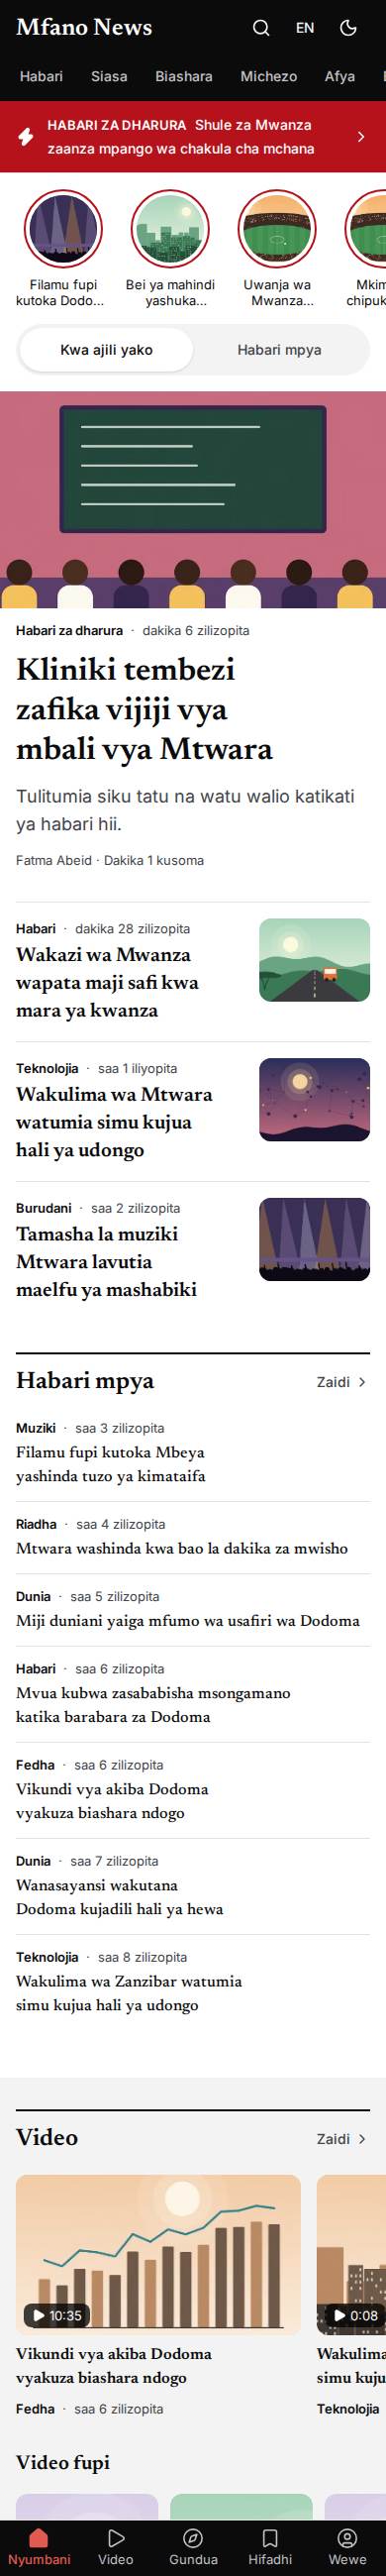 Mfano News
EN
Habari Siasa Biashara Michezo Afya
HABARI ZA DHARURA Shule za Mwanza
zaanza mpango wa chakula cha mchana
Filamu fupi
kutoka Dodo...
Bei ya mahindi
yashuka...
Uwanja wa
Mwanza...
Kwa ajili yako
Habari mpya
Habari za dharura · dakika 6 zilizopita
Kliniki tembezi
zafika vijiji vya
mbali vya Mtwara
Tulitumia siku tatu na watu walio katikati
ya habari hii.
Fatma Abeid · Dakika 1 kusoma
Habari · dakika 28 zilizopita
Wakazi wa Mwanza
wapata maji safi kwa
mara ya kwanza
Teknolojia · saa 1 iliyopita
Wakulima wa Mtwara
watumia simu kujua
hali ya udongo
Burudani · saa 2 zilizopita
Tamasha la muziki
Mtwara lavutia
maelfu ya mashabiki
Habari mpya
Zaidi
Muziki · saa 3 zilizopita
Filamu fupi kutoka Mbeya
yashinda tuzo ya kimataifa
Riadha · saa 4 zilizopita
Mtwara washinda kwa bao la dakika za mwisho
Dunia · saa 5 zilizopita
Miji duniani yaiga mfumo wa usafiri wa Dodoma
Habari · saa 6 zilizopita
Mvua kubwa zasababisha msongamano
katika barabara za Dodoma
Fedha · saa 6 zilizopita
Vikundi vya akiba Dodoma
vyakuza biashara ndogo
Dunia · saa 7 zilizopita
Wanasayansi wakutana
Dodoma kujadili hali ya hewa
Teknolojia · saa 8 zilizopita
Wakulima wa Zanzibar watumia
simu kujua hali ya udongo
Video
Zaidi
10:35
0:08
Vikundi vya akiba Dodoma
vyakuza biashara ndogo
Fedha · saa 6 zilizopita
Wakulima
simu
Teknolojia
Video fupi
Nyumbani Video Gundua Hifadhi Wewe